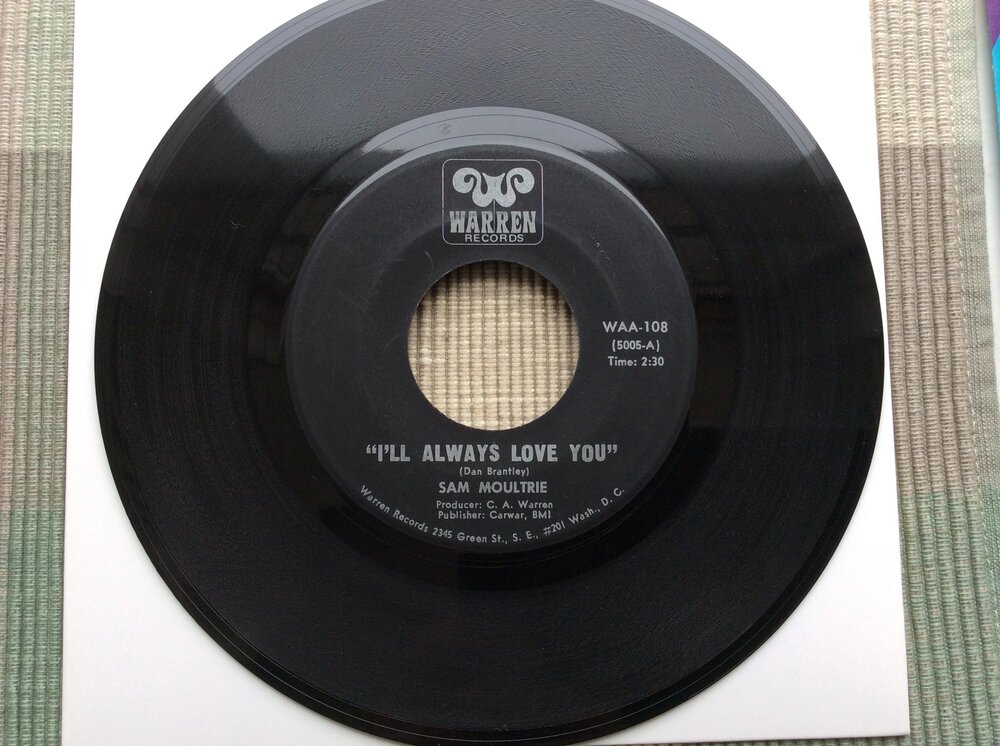 WARREN
RECORDS
WAA-108
(5005-A)
Time: 2:30
“I'LL ALWAYS LOVE YOU”
(Dan Brantley)
SAM MOULTRIE
Producer: C. A. Warren
Publisher: Carwar, BMI
Warren Records 2345 Green St., S. E., #201 Wash., D. C.